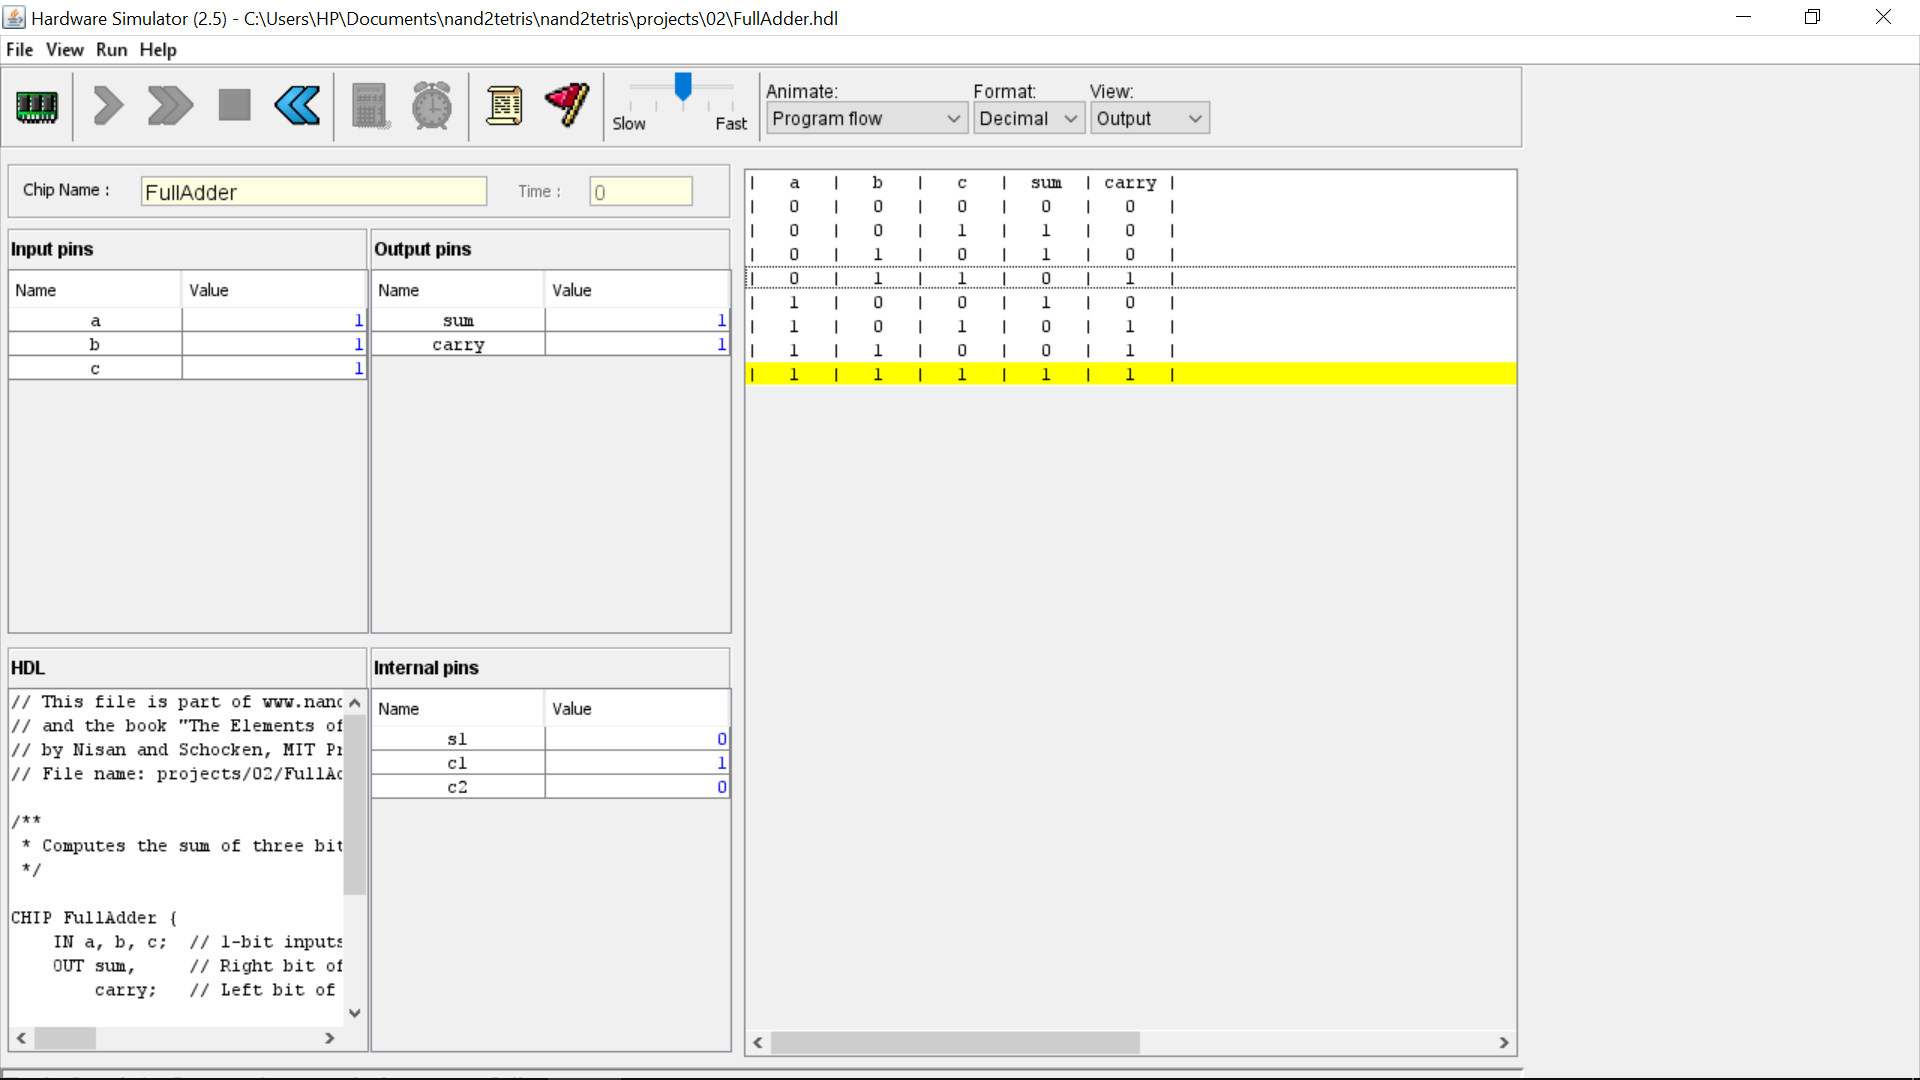 Hardware Simulator (2.5) - C:\Users\HP\Documents\nand2tetris\nand2tetris\projects\02\FullAdder.hdl
File View Run Help
Slow Fast
Animate: Format: View:
Program flow Decimal Output
Chip Name : FullAdder Time : 0
Input pins
Name Value
a 1
b 1
c 1
Output pins
Name Value
sum 1
carry 1
HDL
// This file is part of www.nand
// and the book "The Elements of
// by Nisan and Schocken, MIT Pr
// File name: projects/02/FullAd
/**
* Computes the sum of three bit
*/
CHIP FullAdder {
IN a, b, c; // 1-bit inputs
OUT sum, // Right bit of
carry; // Left bit of
Internal pins
Name Value
s1 0
c1 1
c2 0
| a | b | c | sum | carry |
| 0 | 0 | 0 | 0 | 0 |
| 0 | 0 | 1 | 1 | 0 |
| 0 | 1 | 0 | 1 | 0 |
| 0 | 1 | 1 | 0 | 1 |
| 1 | 0 | 0 | 1 | 0 |
| 1 | 0 | 1 | 0 | 1 |
| 1 | 1 | 0 | 0 | 1 |
| 1 | 1 | 1 | 1 | 1 |